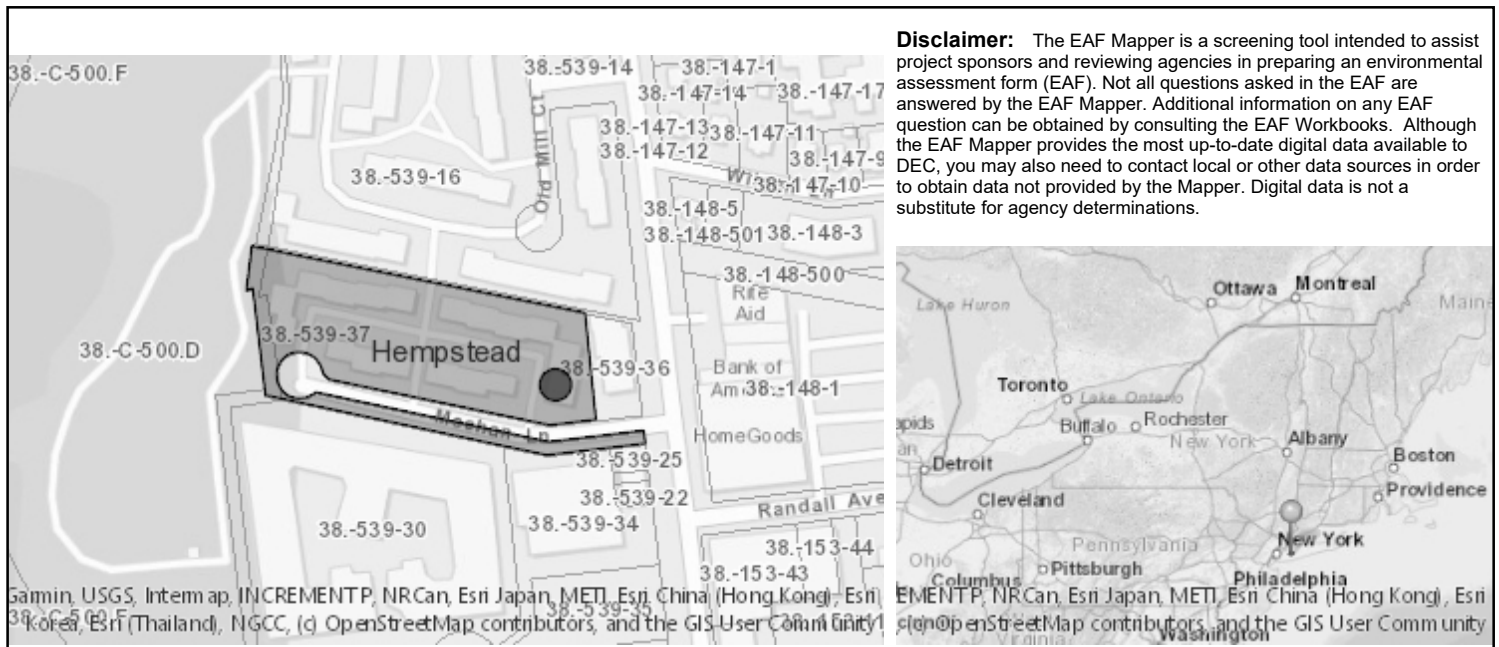 Disclaimer: The EAF Mapper is a screening tool intended to assist
project sponsors and reviewing agencies in preparing an environmental
assessment form (EAF). Not all questions asked in the EAF are
answered by the EAF Mapper. Additional information on any EAF
question can be obtained by consulting the EAF Workbooks. Although
the EAF Mapper provides the most up-to-date digital data available to
DEC, you may also need to contact local or other data sources in order
to obtain data not provided by the Mapper. Digital data is not a
substitute for agency determinations.
38.-C-500.F
38.-539-14
38.-147-1
38.-147-14
38.-147-17
38.-147-13
38.-147-11
38.-147-12
38.-147-9
38.-539-16
Old Mill Ct
38.-147-10
38.-148-5
38.-148-501
38.-148-3
38.-148-500
Rite
Aid
38.-539-37
38.-C-500.D
Hempstead
38.-539-36
Bank of
38.-148-1
Meehan Ln
HomeGoods
38.-539-25
38.-539-22
Randall Ave
38.-539-30
38.-539-34
38.-153-44
38.-153-43
38.-539-35
Garmin, USGS, Intermap, INCREMENT P, NRCan, Esri Japan, METI, Esri China (Hong Kong), Esri
Korea, Esri (Thailand), NGCC, (c) OpenStreetMap contributors, and the GIS User Community
Ottawa
Montreal
Lake Huron
Maine
Toronto
Lake Ontario
Buffalo
Rochester
New York
Albany
Detroit
Boston
Providence
Cleveland
New York
Pennsylvania
Ohio
Pittsburgh
Columbus
Philadelphia
EMENT P, NRCan, Esri Japan, METI, Esri China (Hong Kong), Esri
(c) OpenStreetMap contributors, and the GIS User Community
Virginia
Washington